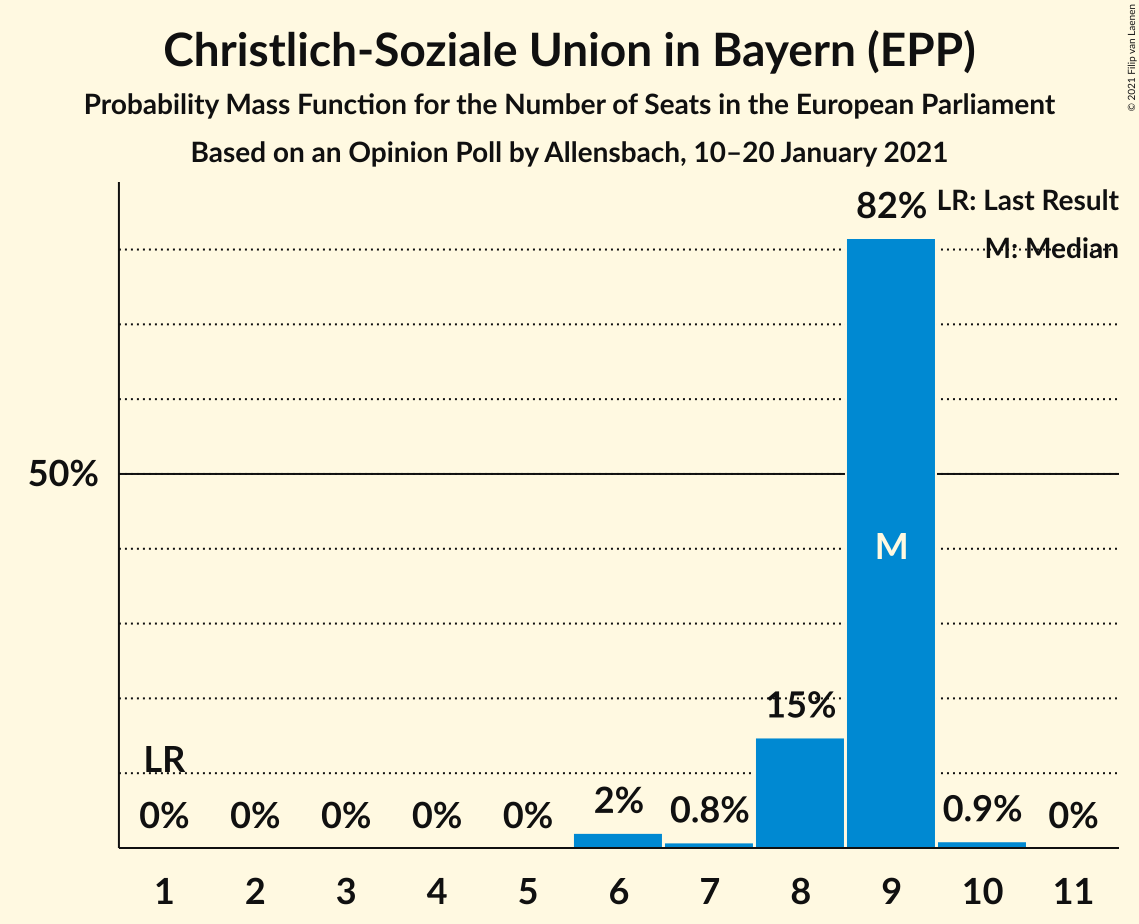 Christlich-Soziale Union in Bayern (EPP)
Probability Mass Function for the Number of Seats in the European Parliament
Based on an Opinion Poll by Allensbach, 10–20 January 2021
© 2021 Filip van Laenen
82%
LR: Last Result
M: Median
50%
M
15%
LR
0%
0%
0%
0%
0%
2%
0.8%
0.9%
0%
1 2 3 4 5 6 7 8 9 10 11